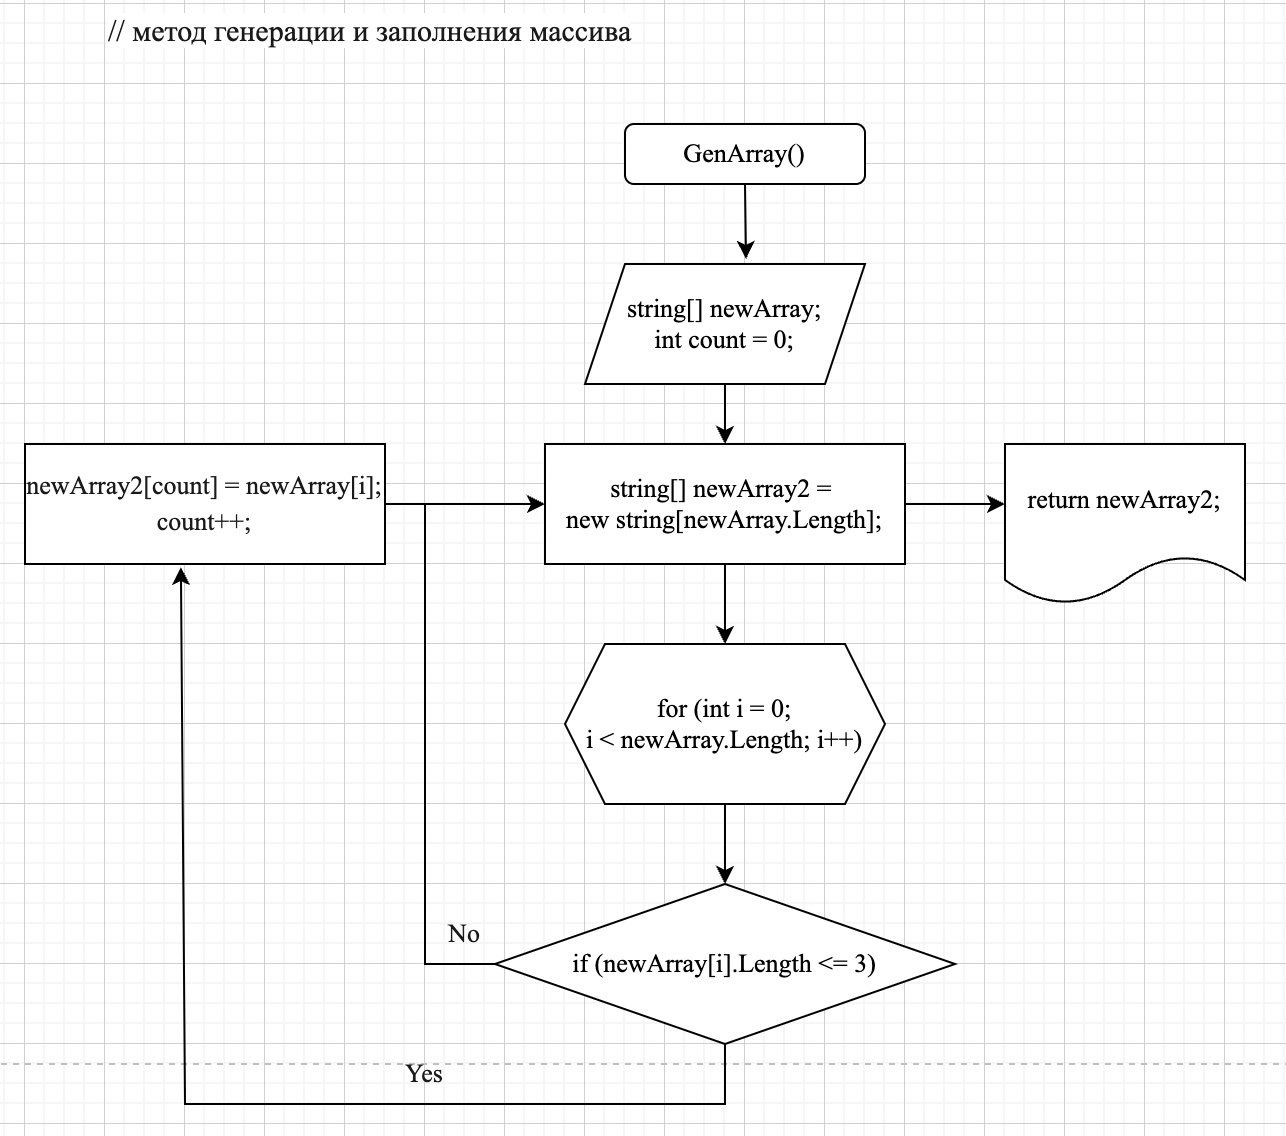 // метод генерации и заполнения массива
GenArray()
string[] newArray;
int count = 0;
newArray2[count] = newArray[i];
count++;
string[] newArray2 =
new string[newArray.Length];
return newArray2;
for (int i = 0;
i < newArray.Length; i++)
No
if (newArray[i].Length <= 3)
Yes